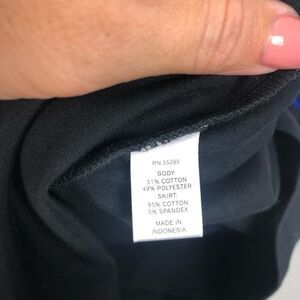 RN 55285
BODY:
51% COTTON
49% POLYESTER
SKIRT:
95% COTTON
5% SPANDEX
MADE IN
INDONESIA